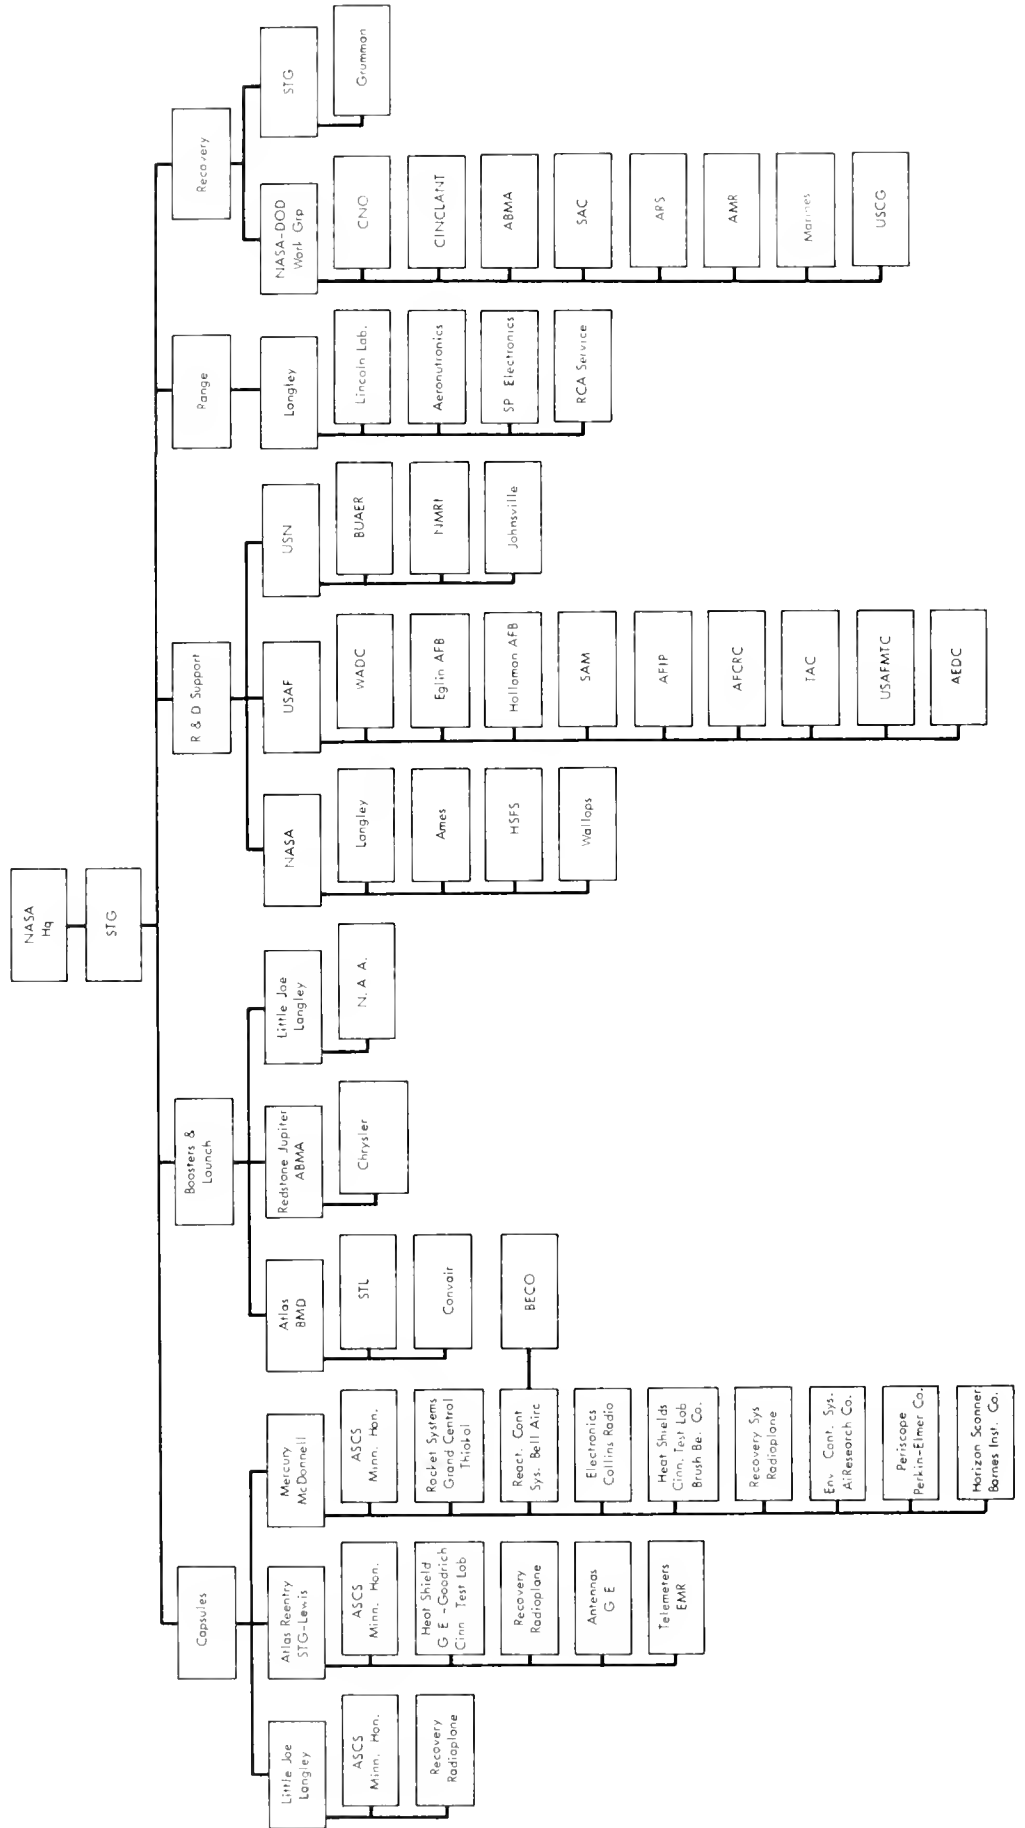 NASA
Hq
STG
Capsules
Boosters &
Launch
R & D Support
Range
Recovery
Little Joe
Langley
ASCS
Minn. Hon.
Recovery
Radioplane
Atlas Reentry
STG-Lewis
ASCS
Minn. Hon.
Heat Shield
G E -Goodrich
Cinn Test Lab
Recovery
Radioplane
Antennas
G E
Telemeters
EMR
Mercury
McDonnell
ASCS
Minn. Hon.
Rocket Systems
Grand Central
Thiokol
React. Cont
Sys. Bell Airc
BECO
Electronics
Collins Radio
Heat Shields
Cinn. Test Lab
Brush Be. Co.
Recovery Sys
Radioplane
Env. Cont. Sys.
AiResearch Co.
Periscope
Perkin-Elmer Co.
Horizon Scanner
Barnes Inst. Co.
Atlas
BMD
STL
Convair
Redstone Jupiter
ABMA
Chrysler
Little Joe
Langley
N. A A.
NASA
Langley
Ames
HSFS
Wallops
USAF
WADC
Eglin AFB
Holloman AFB
SAM
AFIP
AFCRC
TAC
USAFMTC
AEDC
USN
BUAER
NMRI
Johnsville
Langley
Lincoln Lab.
Aeronutronics
SP Electronics
RCA Service
NASA-DOD
Work Grp
CNO
CINCLANT
ABMA
SAC
ARS
AMR
Marines
USCG
STG
Grumman